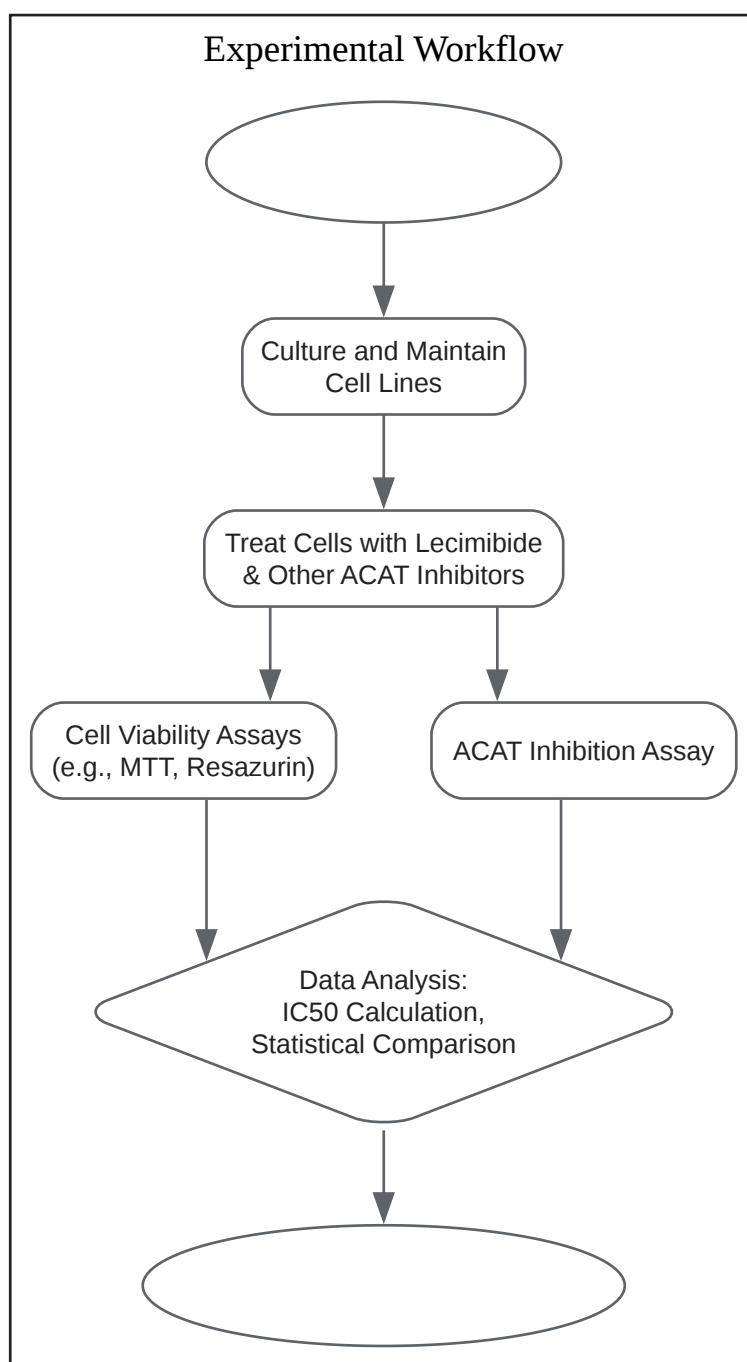 Experimental Workflow
Culture and Maintain
Cell Lines
Treat Cells with Lecimibide
& Other ACAT Inhibitors
Cell Viability Assays
(e.g., MTT, Resazurin)
ACAT Inhibition Assay
Data Analysis:
IC50 Calculation,
Statistical Comparison